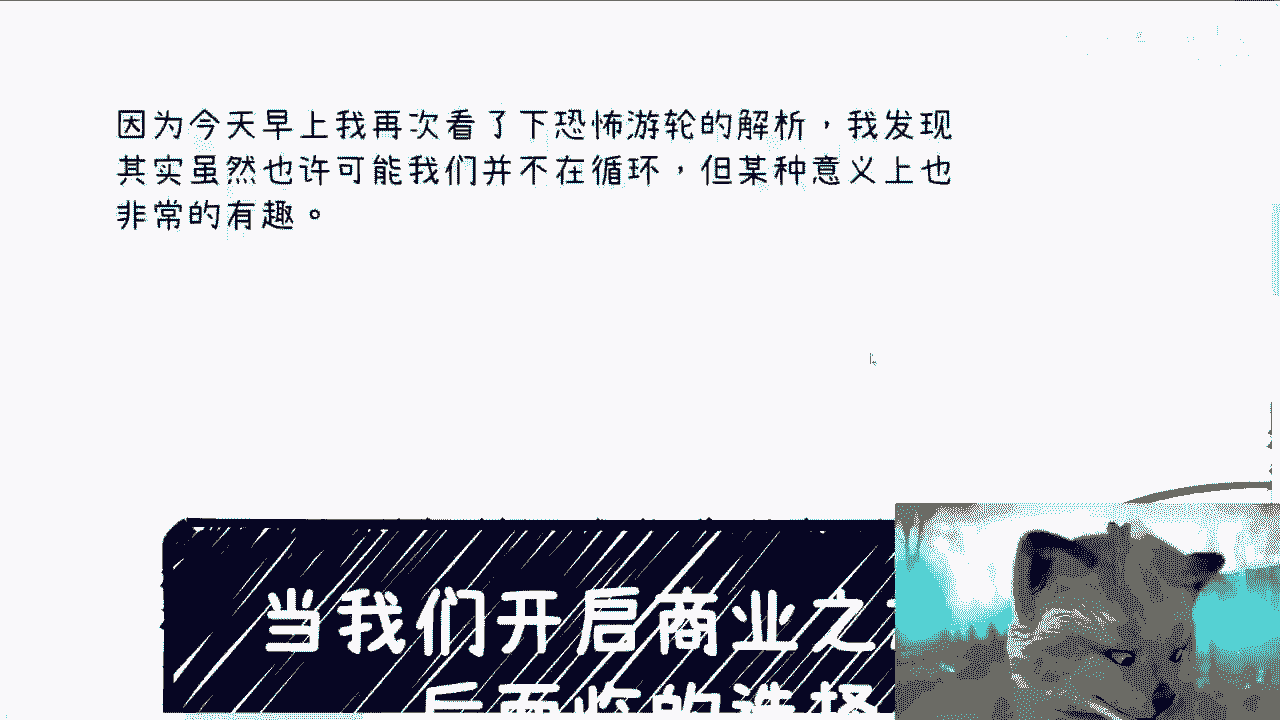 因为今天早上我再次看了下恐怖游轮的解析，我发现
其实虽然也许可能我们并不在循环，但某种意义上也
非常的有趣。
当我们开启商业之
后面临的选择